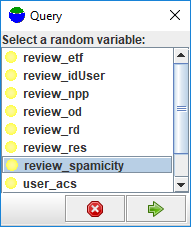 Query
Select a random variable:
review_etf
review_idUser
review_npp
review_od
review_rd
review_res
review_spamicity
user_acs